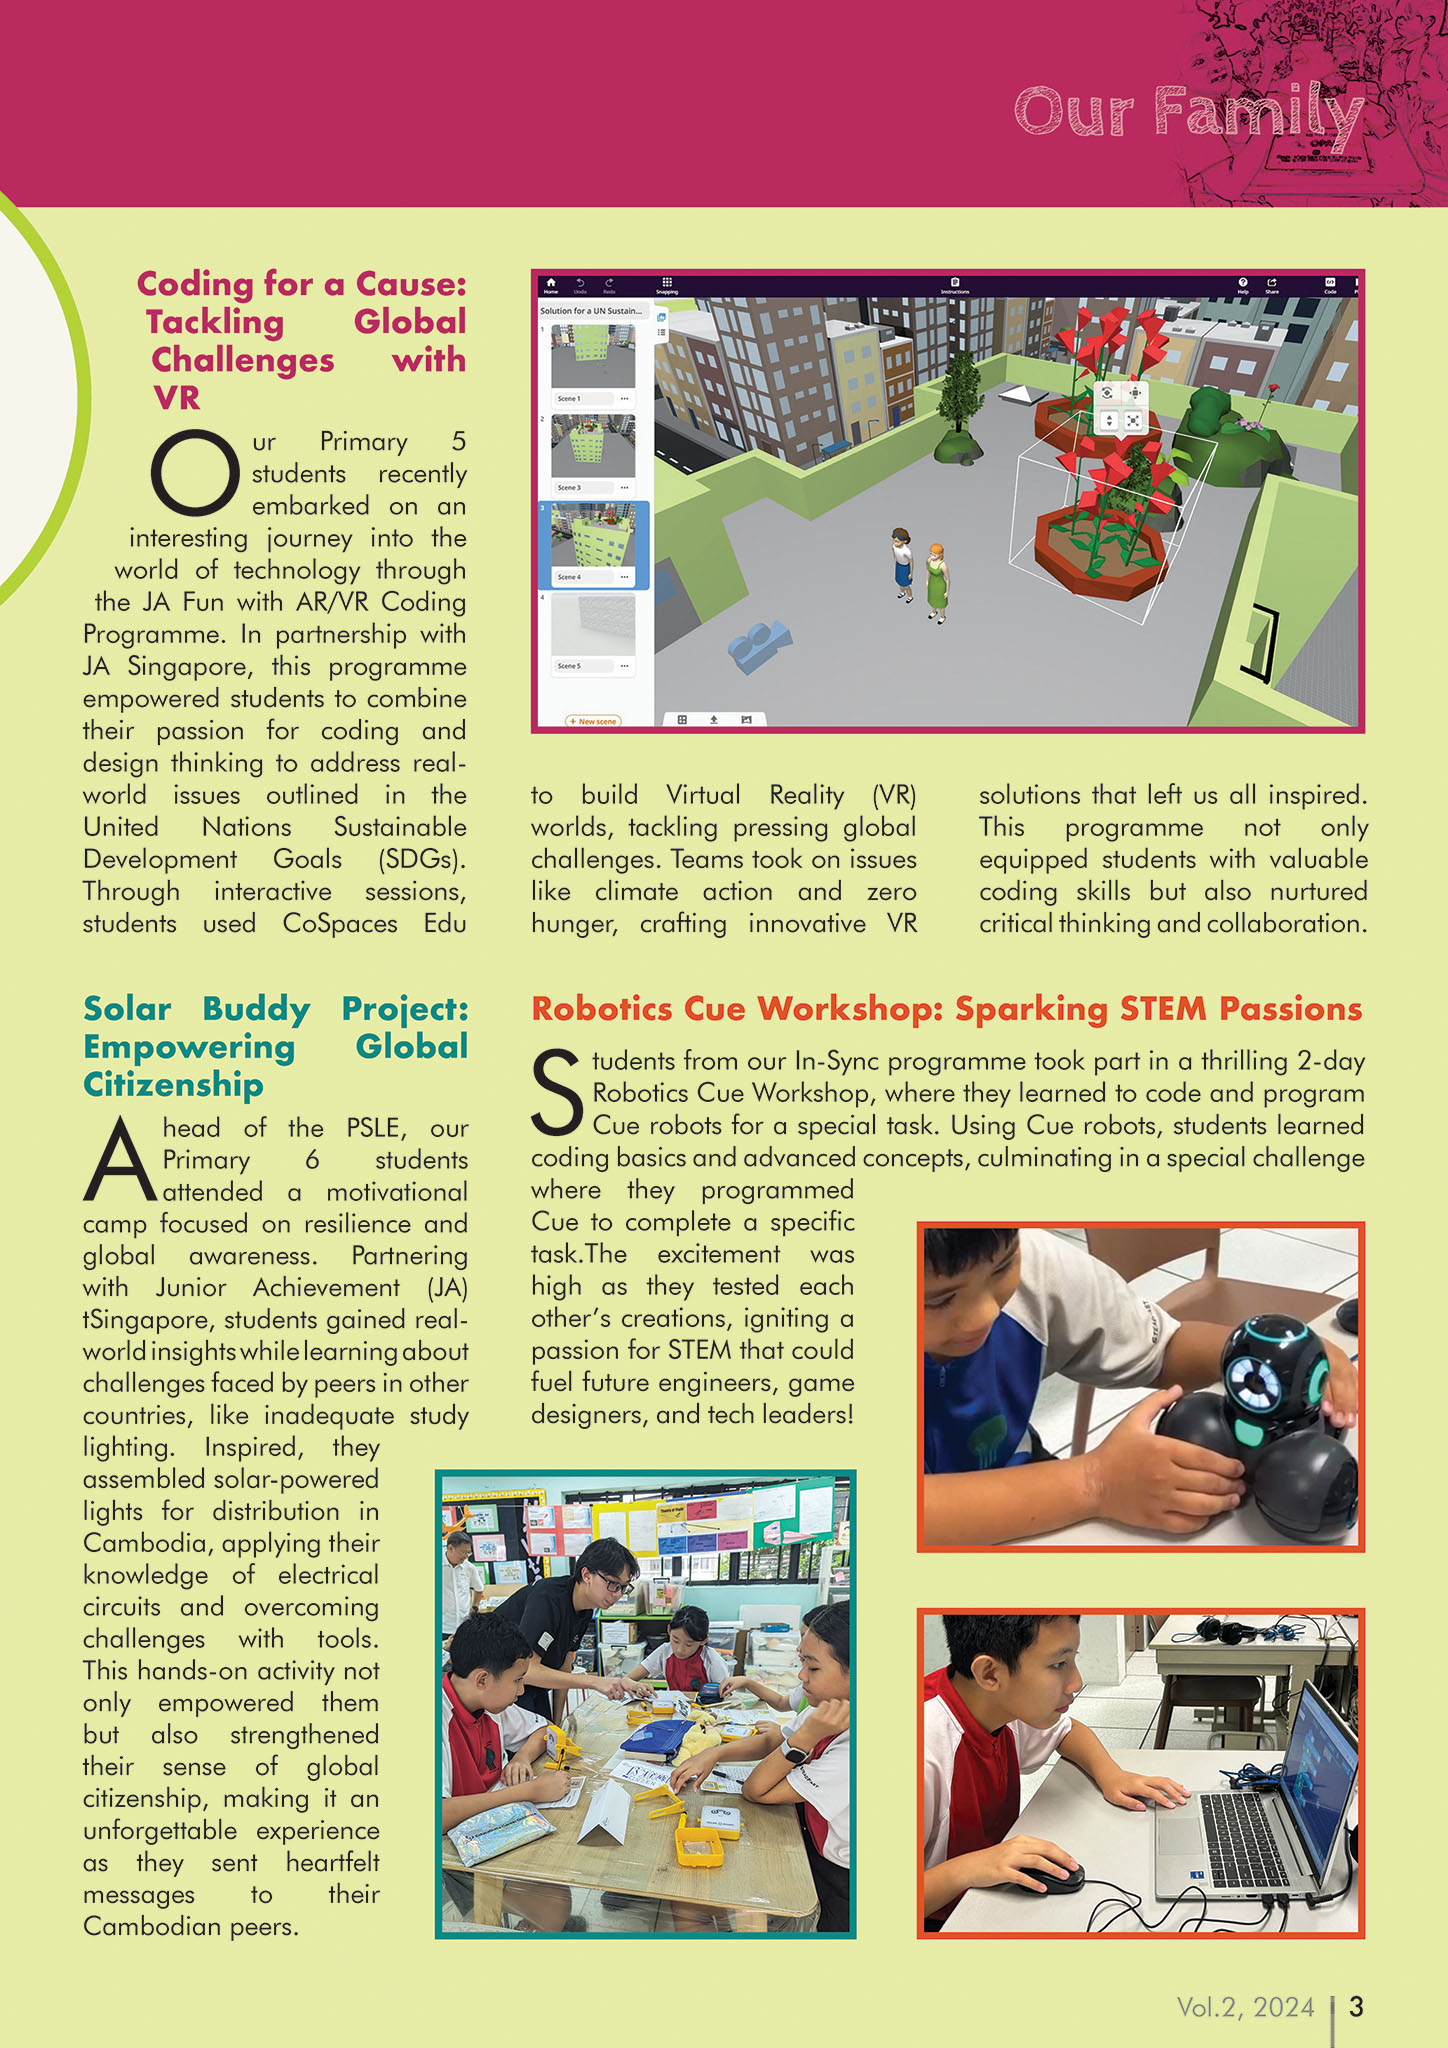 Our Family
Coding for a Cause:
Tackling Global
Challenges with
VR
Our Primary 5
students recently
embarked on an
interesting journey into the
world of technology through
the JA Fun with AR/VR Coding
Programme. In partnership with
JA Singapore, this programme
empowered students to combine
their passion for coding and
design thinking to address real-
world issues outlined in the
United Nations Sustainable
Development Goals (SDGs).
Through interactive sessions,
students used CoSpaces Edu
Home Undo Redo Snapping Instructions Help Share Code
Solution for a UN Sustain...
1
Scene 1
2
Scene 3
3
Scene 4
4
Scene 5
+ New scene
to build Virtual Reality (VR)
worlds, tackling pressing global
challenges. Teams took on issues
like climate action and zero
hunger, crafting innovative VR
solutions that left us all inspired.
This programme not only
equipped students with valuable
coding skills but also nurtured
critical thinking and collaboration.
Solar Buddy Project:
Empowering Global
Citizenship
Ahead of the PSLE, our
Primary 6 students
attended a motivational
camp focused on resilience and
global awareness. Partnering
with Junior Achievement (JA)
tSingapore, students gained real-
world insights while learning about
challenges faced by peers in other
countries, like inadequate study
lighting. Inspired, they
assembled solar-powered
lights for distribution in
Cambodia, applying their
knowledge of electrical
circuits and overcoming
challenges with tools.
This hands-on activity not
only empowered them
but also strengthened
their sense of global
citizenship, making it an
unforgettable experience
as they sent heartfelt
messages to their
Cambodian peers.
Robotics Cue Workshop: Sparking STEM Passions
Students from our In-Sync programme took part in a thrilling 2-day
Robotics Cue Workshop, where they learned to code and program
Cue robots for a special task. Using Cue robots, students learned
coding basics and advanced concepts, culminating in a special challenge
where they programmed
Cue to complete a specific
task.The excitement was
high as they tested each
other's creations, igniting a
passion for STEM that could
fuel future engineers, game
designers, and tech leaders!
Vol.2, 2024 3